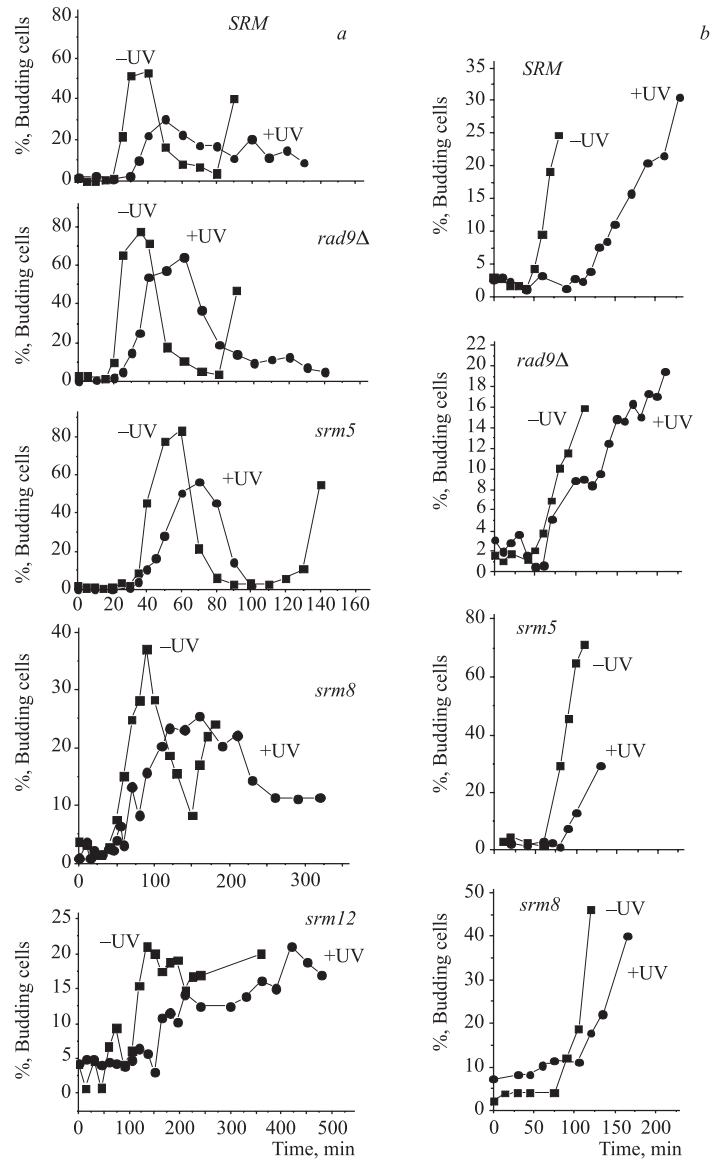 SRM
a
%, Budding cells
80
60
40
20
0
–UV
+UV
rad9Δ
%, Budding cells
80
60
40
20
0
–UV
+UV
srm5
%, Budding cells
80
60
40
20
0
–UV
+UV
0 20 40 60 80 100 120 140 160
srm8
%, Budding cells
40
30
20
10
0
–UV
+UV
0 100 200 300
srm12
%, Budding cells
25
20
15
10
5
0
–UV
+UV
0 100 200 300 400 500
Time, min
b
SRM
%, Budding cells
35
30
25
20
15
10
5
0
+UV
–UV
rad9Δ
%, Budding cells
22
20
18
16
14
12
10
8
6
4
2
0
–UV
+UV
srm5
%, Budding cells
80
60
40
20
0
–UV
+UV
srm8
%, Budding cells
50
40
30
20
10
0
–UV
+UV
0 50 100 150 200
Time, min